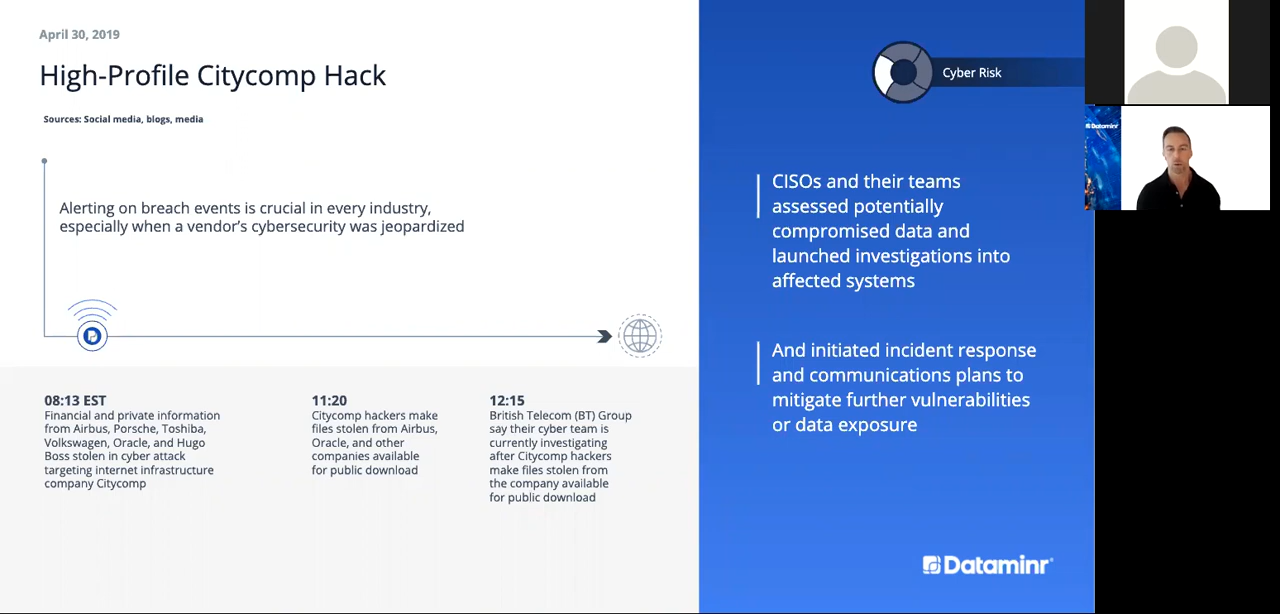 April 30, 2019
High-Profile Citycomp Hack
Sources: Social media, blogs, media
Alerting on breach events is crucial in every industry,
especially when a vendor's cybersecurity was jeopardized
08:13 EST
Financial and private information
from Airbus, Porsche, Toshiba,
Volkswagen, Oracle, and Hugo
Boss stolen in cyber attack
targeting internet infrastructure
company Citycomp
11:20
Citycomp hackers make
files stolen from Airbus,
Oracle, and other
companies available
for public download
12:15
British Telecom (BT) Group
say their cyber team is
currently investigating
after Citycomp hackers
make files stolen from
the company available
for public download
Cyber Risk
CISOs and their teams
assessed potentially
compromised data and
launched investigations into
affected systems
And initiated incident response
and communications plans to
mitigate further vulnerabilities
or data exposure
Dataminr
Dataminr